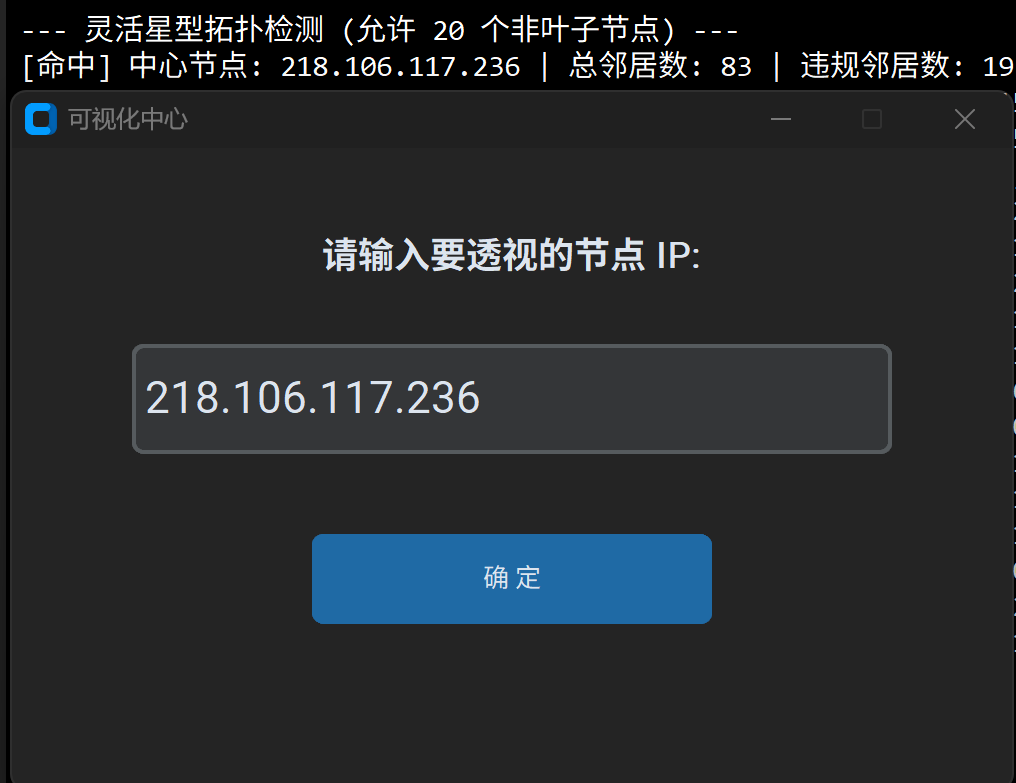 --- 灵活星型拓扑检测 (允许 20 个非叶子节点) ---
[命中] 中心节点: 218.106.117.236 | 总邻居数: 83 | 违规邻居数: 19
可视化中心
请输入要透视的节点 IP:
218.106.117.236
确 定